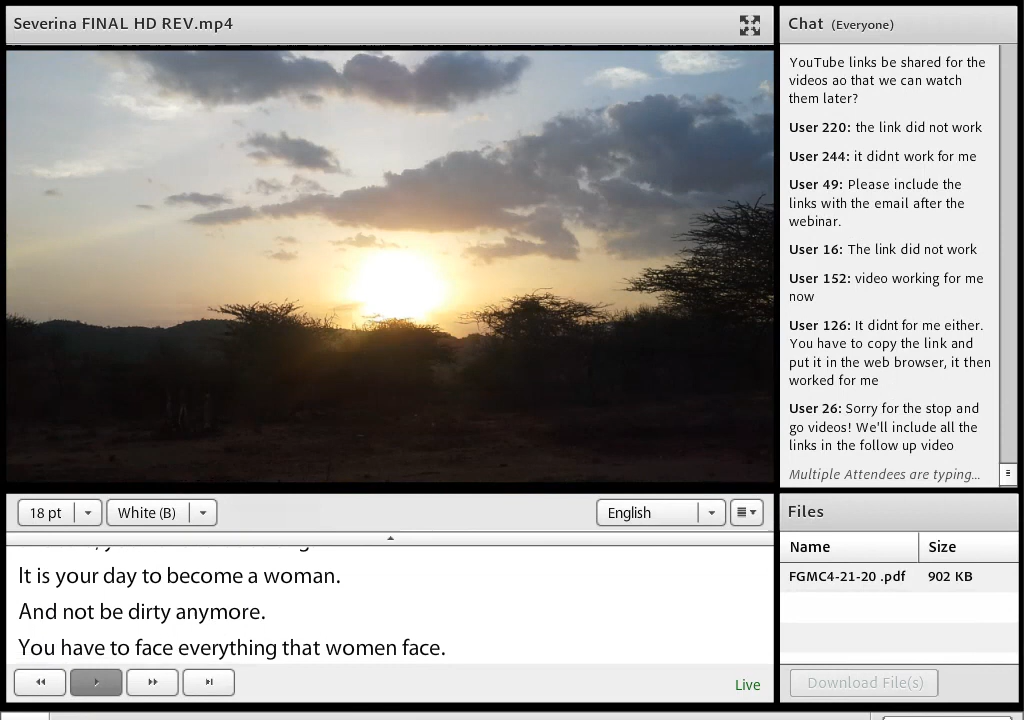 Severina FINAL HD REV.mp4
Chat (Everyone)
YouTube links be shared for the
videos ao that we can watch
them later?
User 220: the link did not work
User 244: it didnt work for me
User 49: Please include the
links with the email after the
webinar.
User 16: The link did not work
User 152: video working for me
now
User 126: It didnt for me either.
You have to copy the link and
put it in the web browser, it then
worked for me
User 26: Sorry for the stop and
go videos! We'll include all the
links in the follow up video
Multiple Attendees are typing...
18 pt
White (B)
English
It is your day to become a woman.
And not be dirty anymore.
You have to face everything that women face.
Live
Files
Name Size
FGMC4-21-20 .pdf 902 KB
Download File(s)